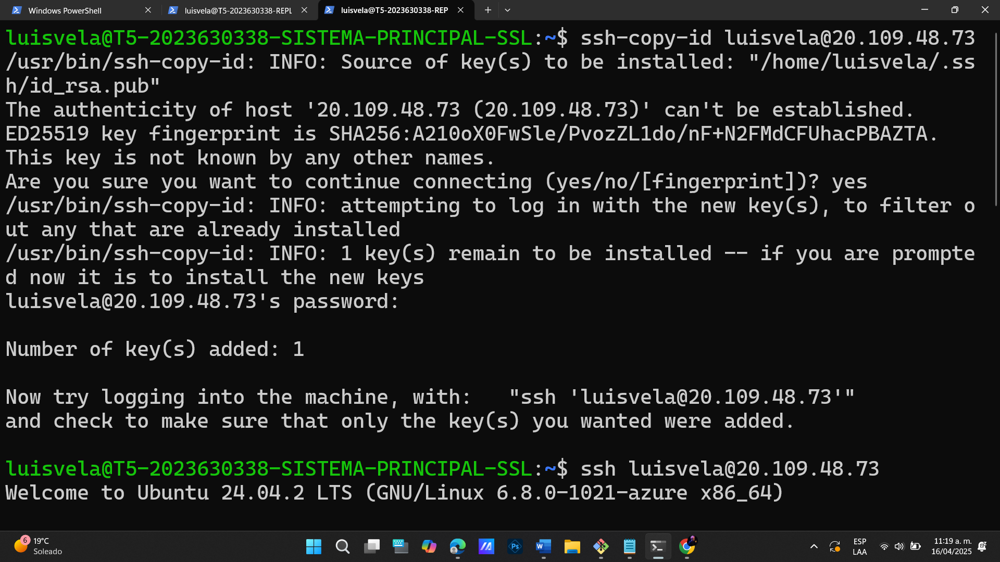 Windows PowerShell
luisvela@T5-2023630338-REPL
luisvela@T5-2023630338-REP
luisvela@T5-2023630338-SISTEMA-PRINCIPAL-SSL:~$ ssh-copy-id luisvela@20.109.48.73
/usr/bin/ssh-copy-id: INFO: Source of key(s) to be installed: "/home/luisvela/.ss
h/id_rsa.pub"
The authenticity of host '20.109.48.73 (20.109.48.73)' can't be established.
ED25519 key fingerprint is SHA256:A210oX0FwSle/PvozZL1do/nF+N2FMdCFUhacPBAZTA.
This key is not known by any other names.
Are you sure you want to continue connecting (yes/no/[fingerprint])? yes
/usr/bin/ssh-copy-id: INFO: attempting to log in with the new key(s), to filter o
ut any that are already installed
/usr/bin/ssh-copy-id: INFO: 1 key(s) remain to be installed -- if you are prompte
d now it is to install the new keys
luisvela@20.109.48.73's password:
Number of key(s) added: 1
Now try logging into the machine, with:   "ssh 'luisvela@20.109.48.73'"
and check to make sure that only the key(s) you wanted were added.
luisvela@T5-2023630338-SISTEMA-PRINCIPAL-SSL:~$ ssh luisvela@20.109.48.73
Welcome to Ubuntu 24.04.2 LTS (GNU/Linux 6.8.0-1021-azure x86_64)
6
19°C
Soleado
Ps
W
ESP
LAA
11:19 a. m.
16/04/2025